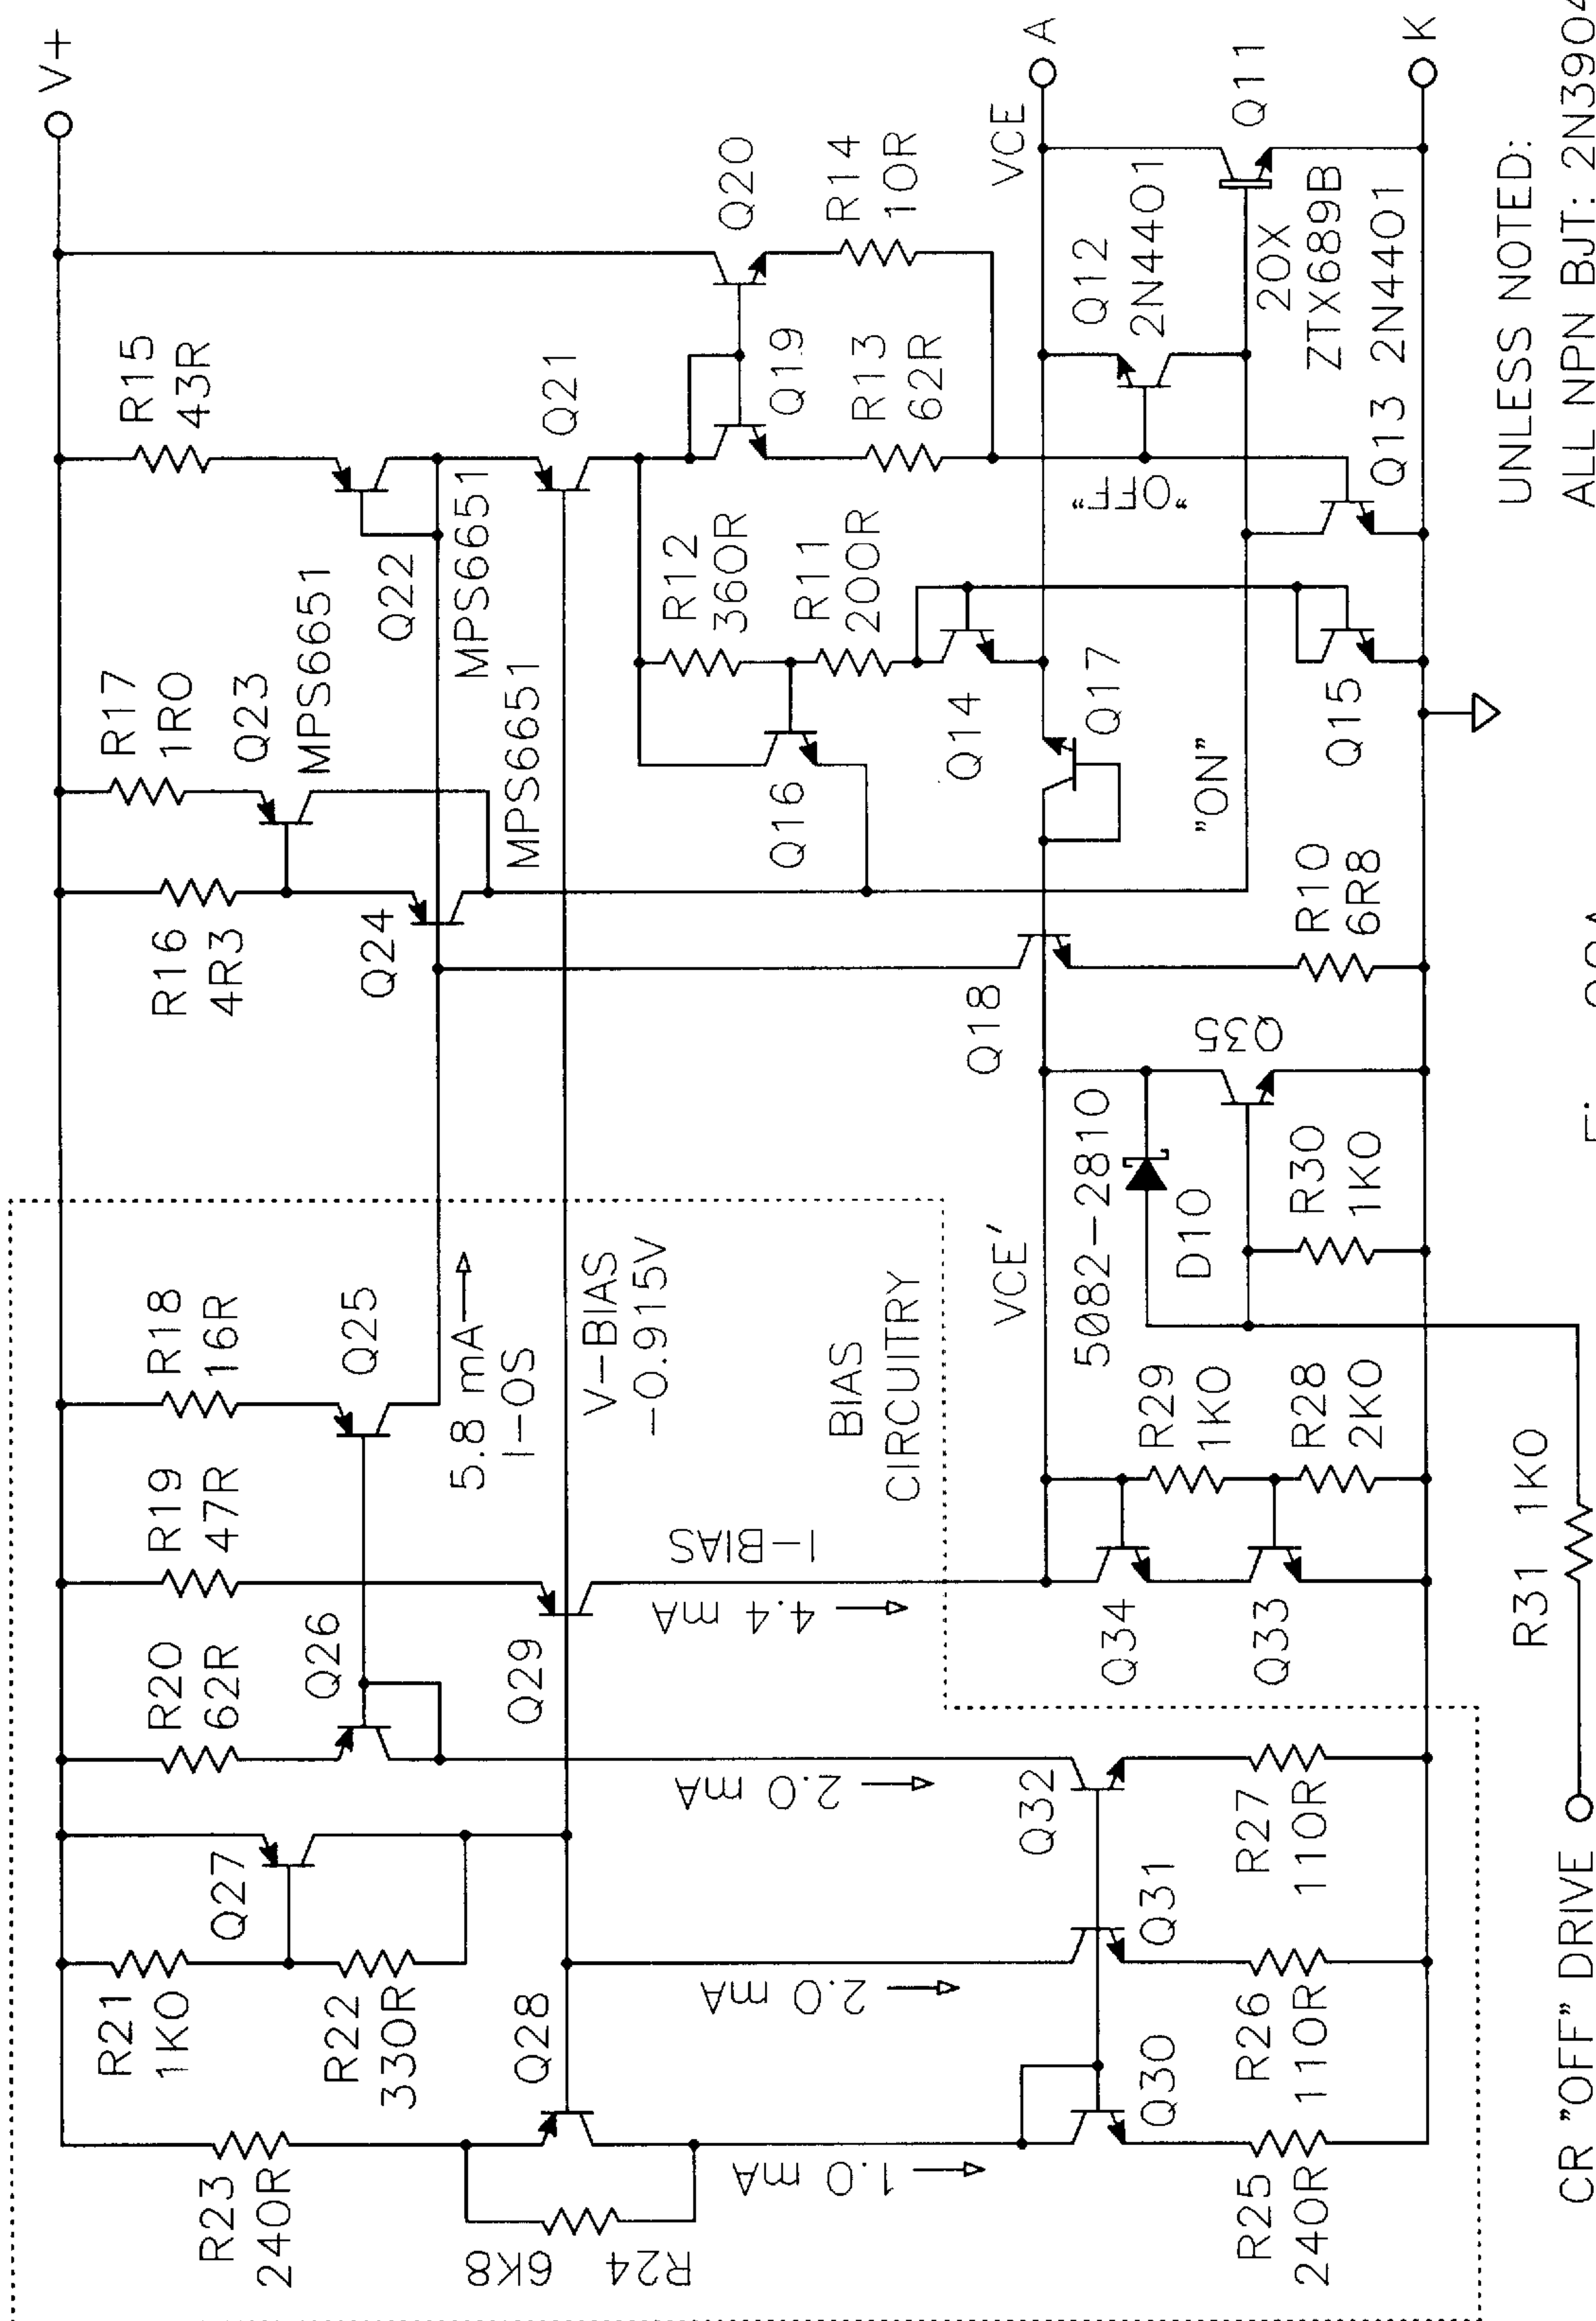 V+
R15
43R
R17
1R0
Q23
MPS6651
R16
4R3
Q24
Q22
MPS6651
Q21
MPS6651
Q20
R14
10R
Q19
R13
62R
R12
360R
R11
200R
Q16
Q14
Q17
"OFF"
Q12
2N4401
VCE
A
Q11
20X
ZTX689B
Q13 2N4401
K
"ON"
Q15
Q18
R10
6R8
Q35
5082-2810
D10
R30
1K0
VCE'
R18
16R
Q25
R19
47R
R20
62R
Q26
Q29
5.8 mA
I-OS
V-BIAS
-0.915V
BIAS
CIRCUITRY
I-BIAS
4.4 mA
R29
1K0
R28
2K0
Q34
Q33
Q27
R21
1K0
R22
330R
Q28
R23
240R
6K8
R24
2.0 mA
2.0 mA
1.0 mA
Q32
Q31
Q30
R27
110R
R26
110R
R25
240R
R31 1K0
CR "OFF" DRIVE
UNLESS NOTED:
ALL NPN BJT: 2N3904